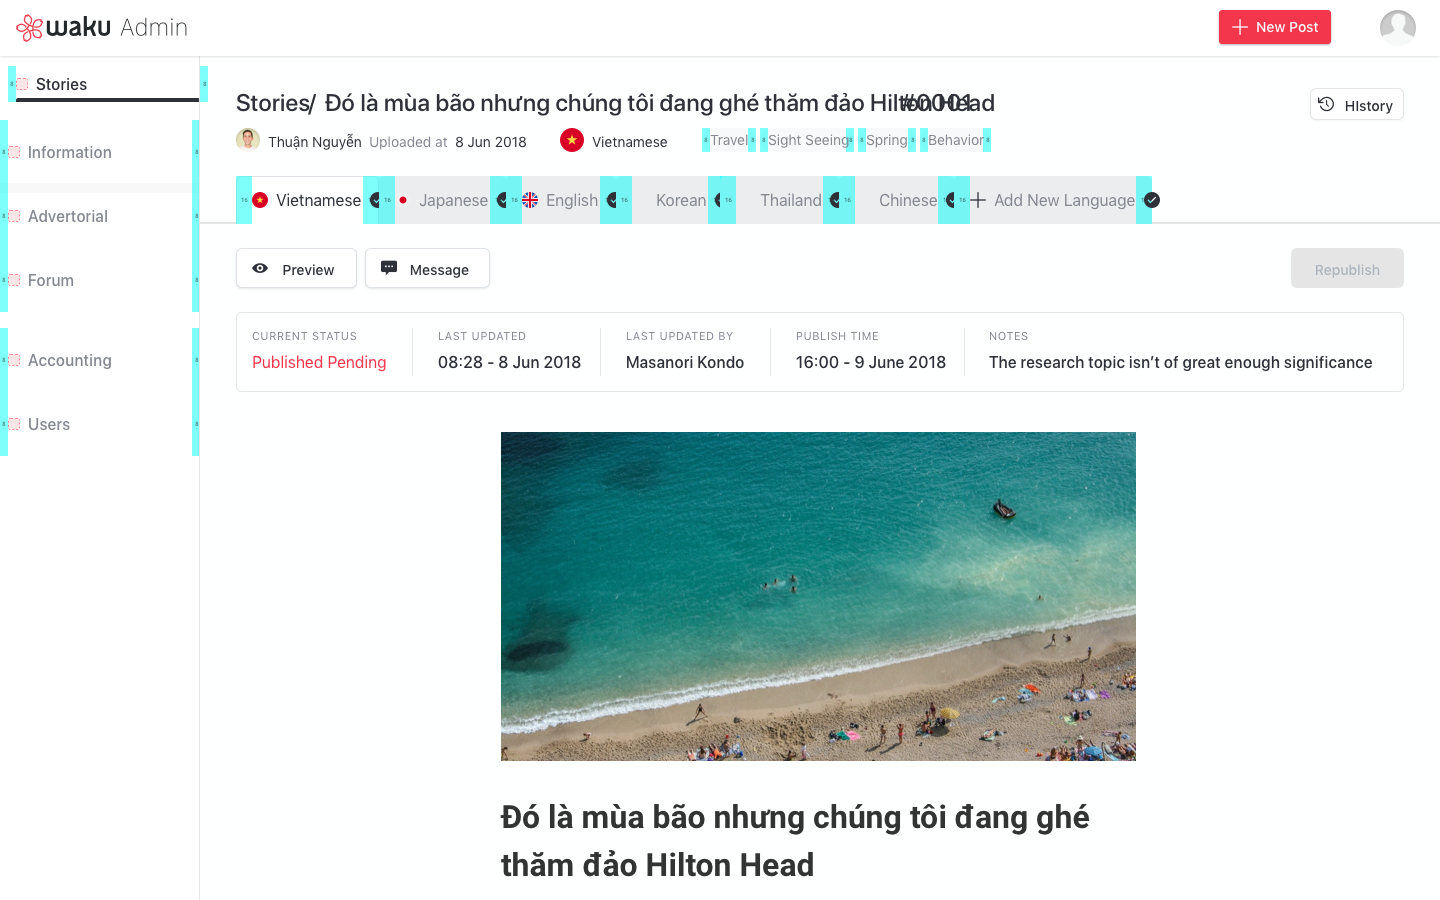 waku Admin
New Post
Stories
Information
Advertorial
Forum
Accounting
Users
Stories/ Đó là mùa bão nhưng chúng tôi đang ghé thăm đảo Hilton Head #0001
History
Thuận Nguyễn Uploaded at 8 Jun 2018 Vietnamese Travel Sight Seeing Spring Behavior
Vietnamese Japanese English Korean Thailand Chinese Add New Language
Preview Message Republish
CURRENT STATUS LAST UPDATED LAST UPDATED BY PUBLISH TIME NOTES
Published Pending 08:28 - 8 Jun 2018 Masanori Kondo 16:00 - 9 June 2018 The research topic isn’t of great enough significance
Đó là mùa bão nhưng chúng tôi đang ghé
thăm đảo Hilton Head